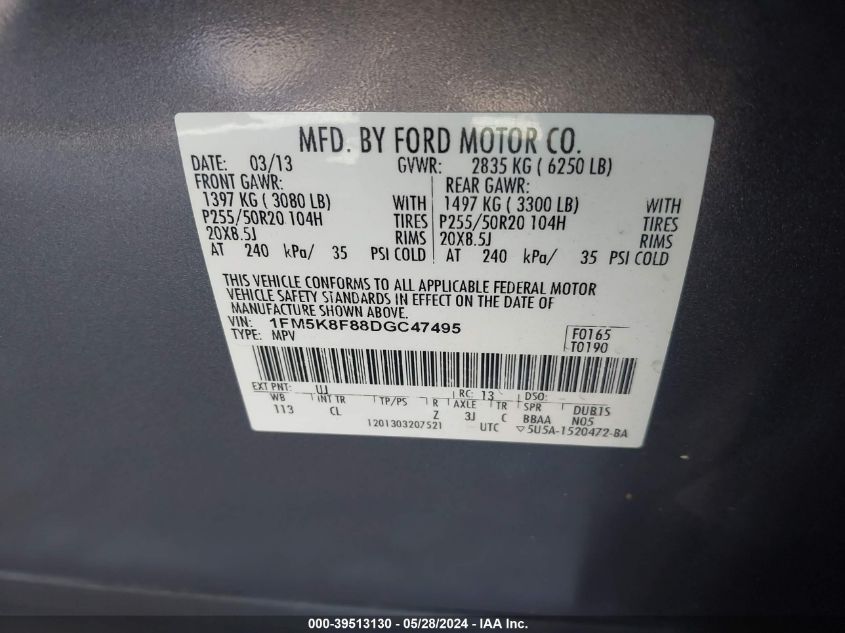 MFD. BY FORD MOTOR CO.
DATE: 03/13 GVWR: 2835 KG ( 6250 LB)
FRONT GAWR: REAR GAWR:
1397 KG ( 3080 LB) WITH 1497 KG ( 3300 LB) WITH
P255/50R20 104H TIRES P255/50R20 104H TIRES
20X8.5J RIMS 20X8.5J RIMS
AT 240 kPa/ 35 PSI COLD AT 240 kPa/ 35 PSI COLD
THIS VEHICLE CONFORMS TO ALL APPLICABLE FEDERAL MOTOR
VEHICLE SAFETY STANDARDS IN EFFECT ON THE DATE OF
MANUFACTURE SHOWN ABOVE.
VIN: 1FM5K8F88DGC47495 F0165
TYPE: MPV T0190
EXT PNT: UJ RC: 13 DSO:
WB INT TR TP/PS R AXLE TR SPR DUBTS
113 CL Z 3J C BBAA N05
1201303207521 UTC ▽5U5A-1520472-BA
000-39513130 - 05/28/2024 - IAA Inc.